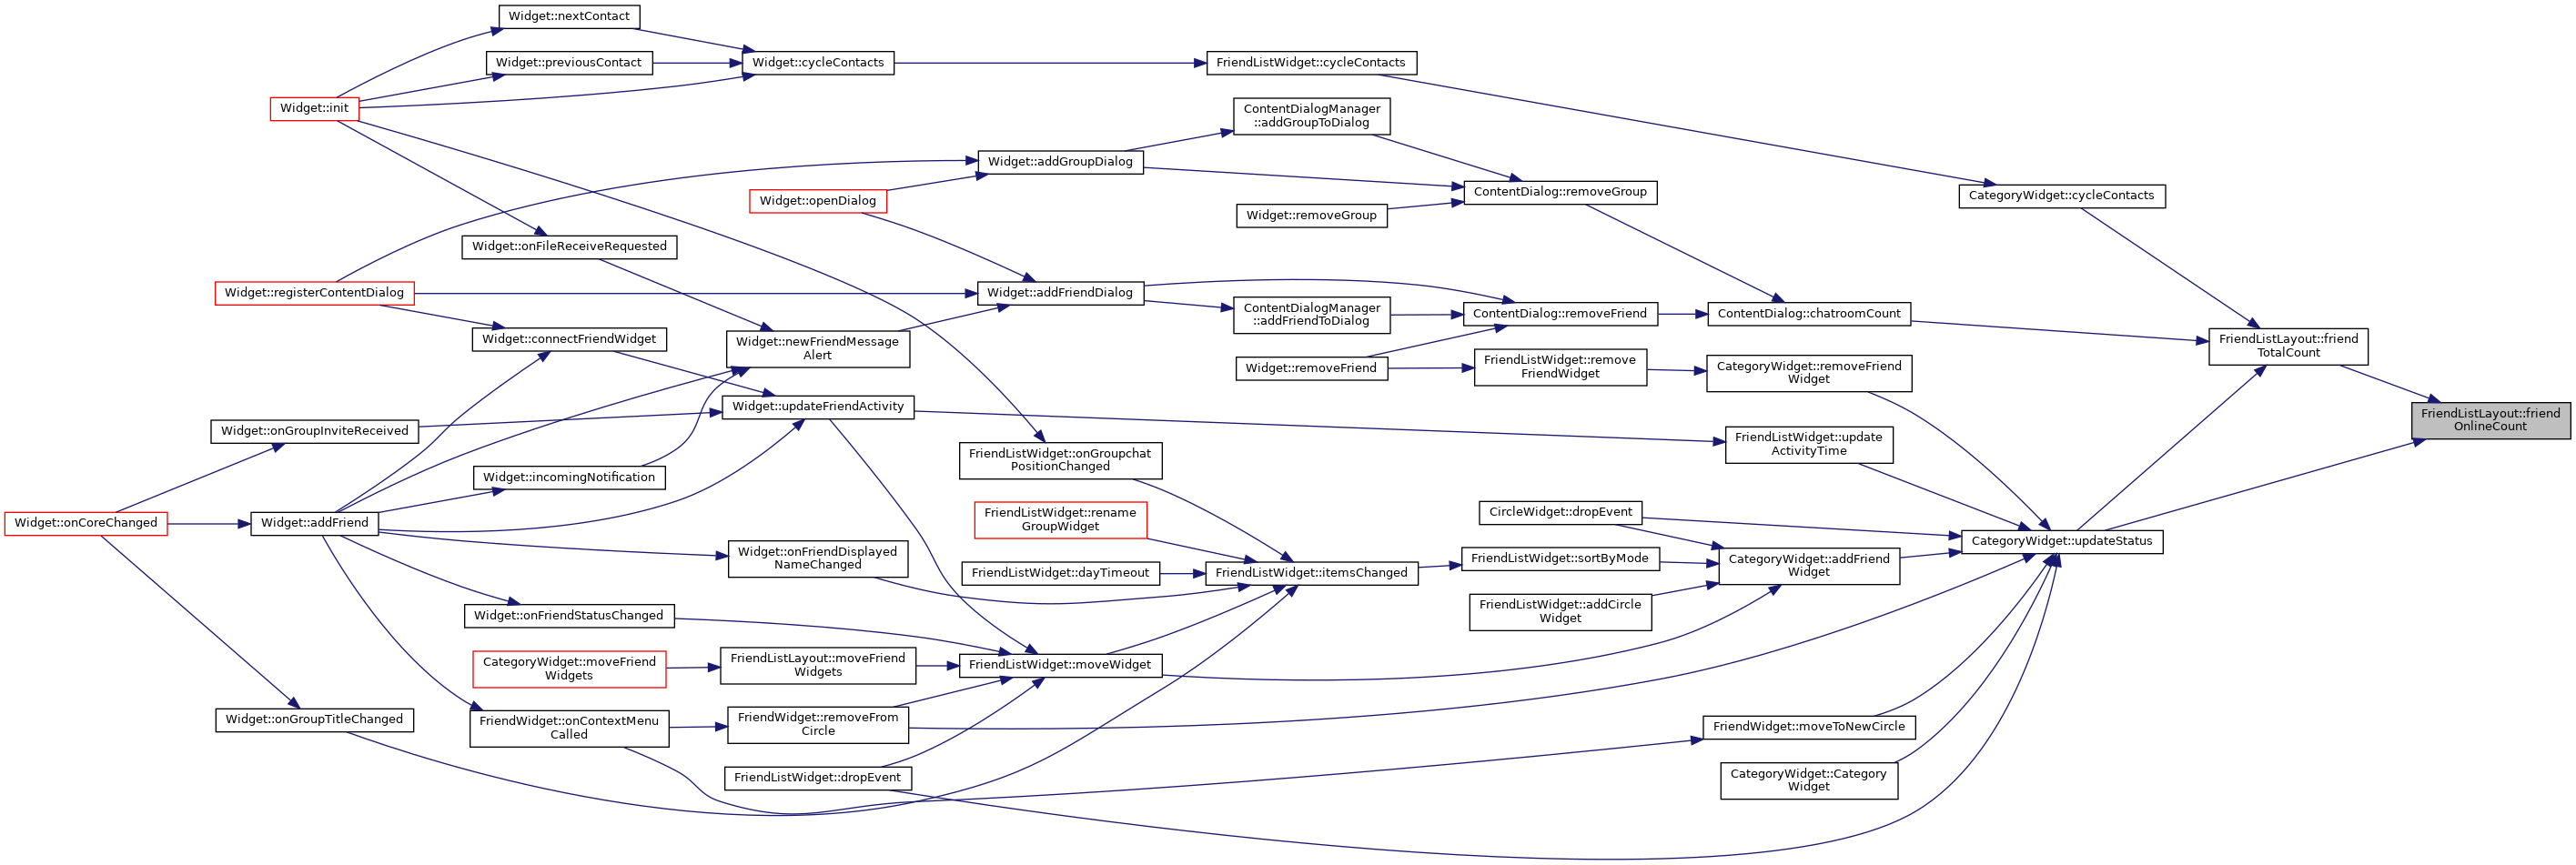 Widget::nextContact
Widget::previousContact
Widget::cycleContacts
FriendListWidget::cycleContacts
Widget::init
ContentDialogManager
::addGroupToDialog
Widget::addGroupDialog
ContentDialog::removeGroup
CategoryWidget::cycleContacts
Widget::openDialog
Widget::removeGroup
Widget::onFileReceiveRequested
Widget::registerContentDialog
Widget::addFriendDialog
ContentDialogManager
::addFriendToDialog
ContentDialog::removeFriend
ContentDialog::chatroomCount
Widget::connectFriendWidget
Widget::newFriendMessage
Alert
FriendListLayout::friend
TotalCount
Widget::removeFriend
FriendListWidget::remove
FriendWidget
CategoryWidget::removeFriend
Widget
Widget::updateFriendActivity
FriendListLayout::friend
OnlineCount
Widget::onGroupInviteReceived
FriendListWidget::update
ActivityTime
FriendListWidget::onGroupchat
PositionChanged
Widget::incomingNotification
Widget::onCoreChanged
Widget::addFriend
FriendListWidget::rename
GroupWidget
CircleWidget::dropEvent
CategoryWidget::updateStatus
Widget::onFriendDisplayed
NameChanged
FriendListWidget::dayTimeout
FriendListWidget::itemsChanged
FriendListWidget::sortByMode
CategoryWidget::addFriend
Widget
Widget::onFriendStatusChanged
FriendListWidget::addCircle
Widget
CategoryWidget::moveFriend
Widgets
FriendListLayout::moveFriend
Widgets
FriendListWidget::moveWidget
Widget::onGroupTitleChanged
FriendWidget::onContextMenu
Called
FriendWidget::removeFrom
Circle
FriendWidget::moveToNewCircle
FriendListWidget::dropEvent
CategoryWidget::Category
Widget